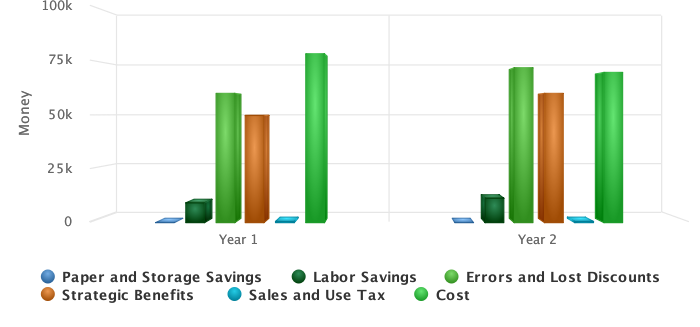 100k
75k
50k
25k
0
Money
Year 1 Year 2
Paper and Storage Savings Labor Savings Errors and Lost Discounts
Strategic Benefits Sales and Use Tax Cost